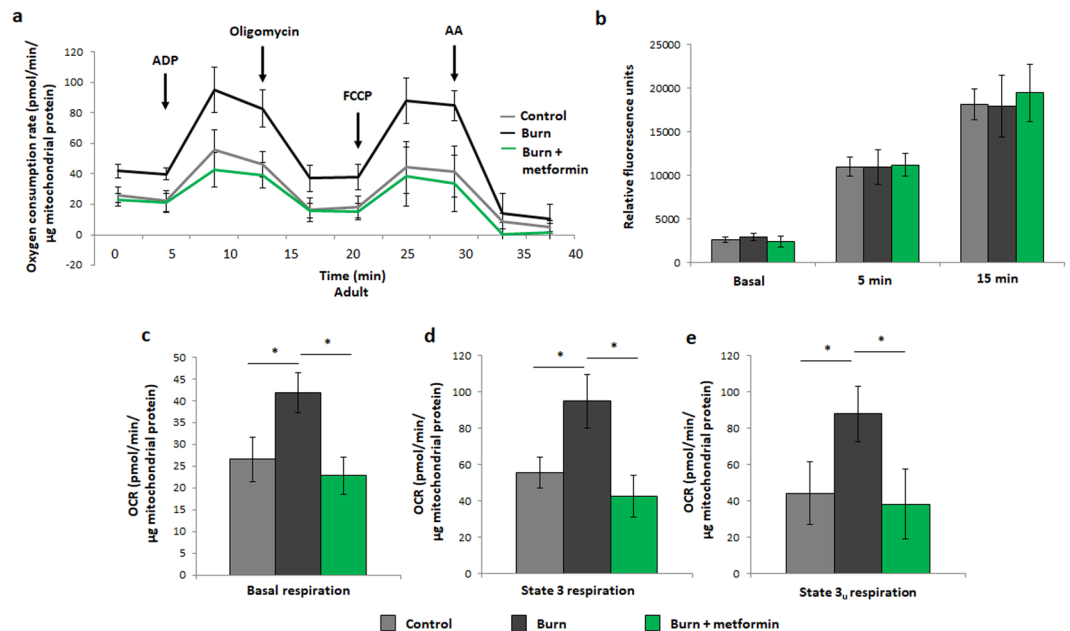 a
Oxygen consumption rate (pmol/min/
µg mitochondrial protein)
120
100
80
60
40
20
0
-20
ADP
Oligomycin
FCCP
AA
Control
Burn
Burn +
metformin
0 5 10 15 20 25 30 35 40
Time (min)
Adult
b
Relative fluorescence units
25000
20000
15000
10000
5000
0
Basal 5 min 15 min
c
OCR (pmol/min/
µg mitochondrial protein)
50
45
40
35
30
25
20
15
10
5
0
* *
Basal respiration
d
OCR (pmol/min/
µg mitochondrial protein)
120
100
80
60
40
20
0
* *
State 3 respiration
e
OCR (pmol/min/
µg mitochondrial protein)
120
100
80
60
40
20
0
* *
State 3u respiration
Control Burn Burn + metformin